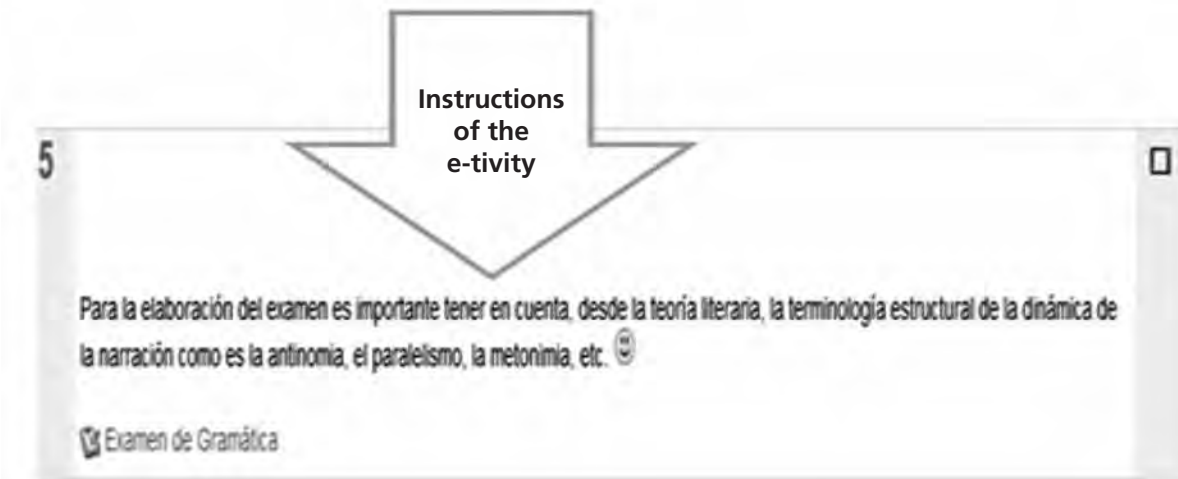 Instructions
of the
e-tivity
5
Para la elaboración del examen es importante tener en cuenta, desde la teoría literaria, la terminología estructural de la dinámica de
la narración como es la antinomia, el paralelismo, la metonimia, etc.
Examen de Gramática